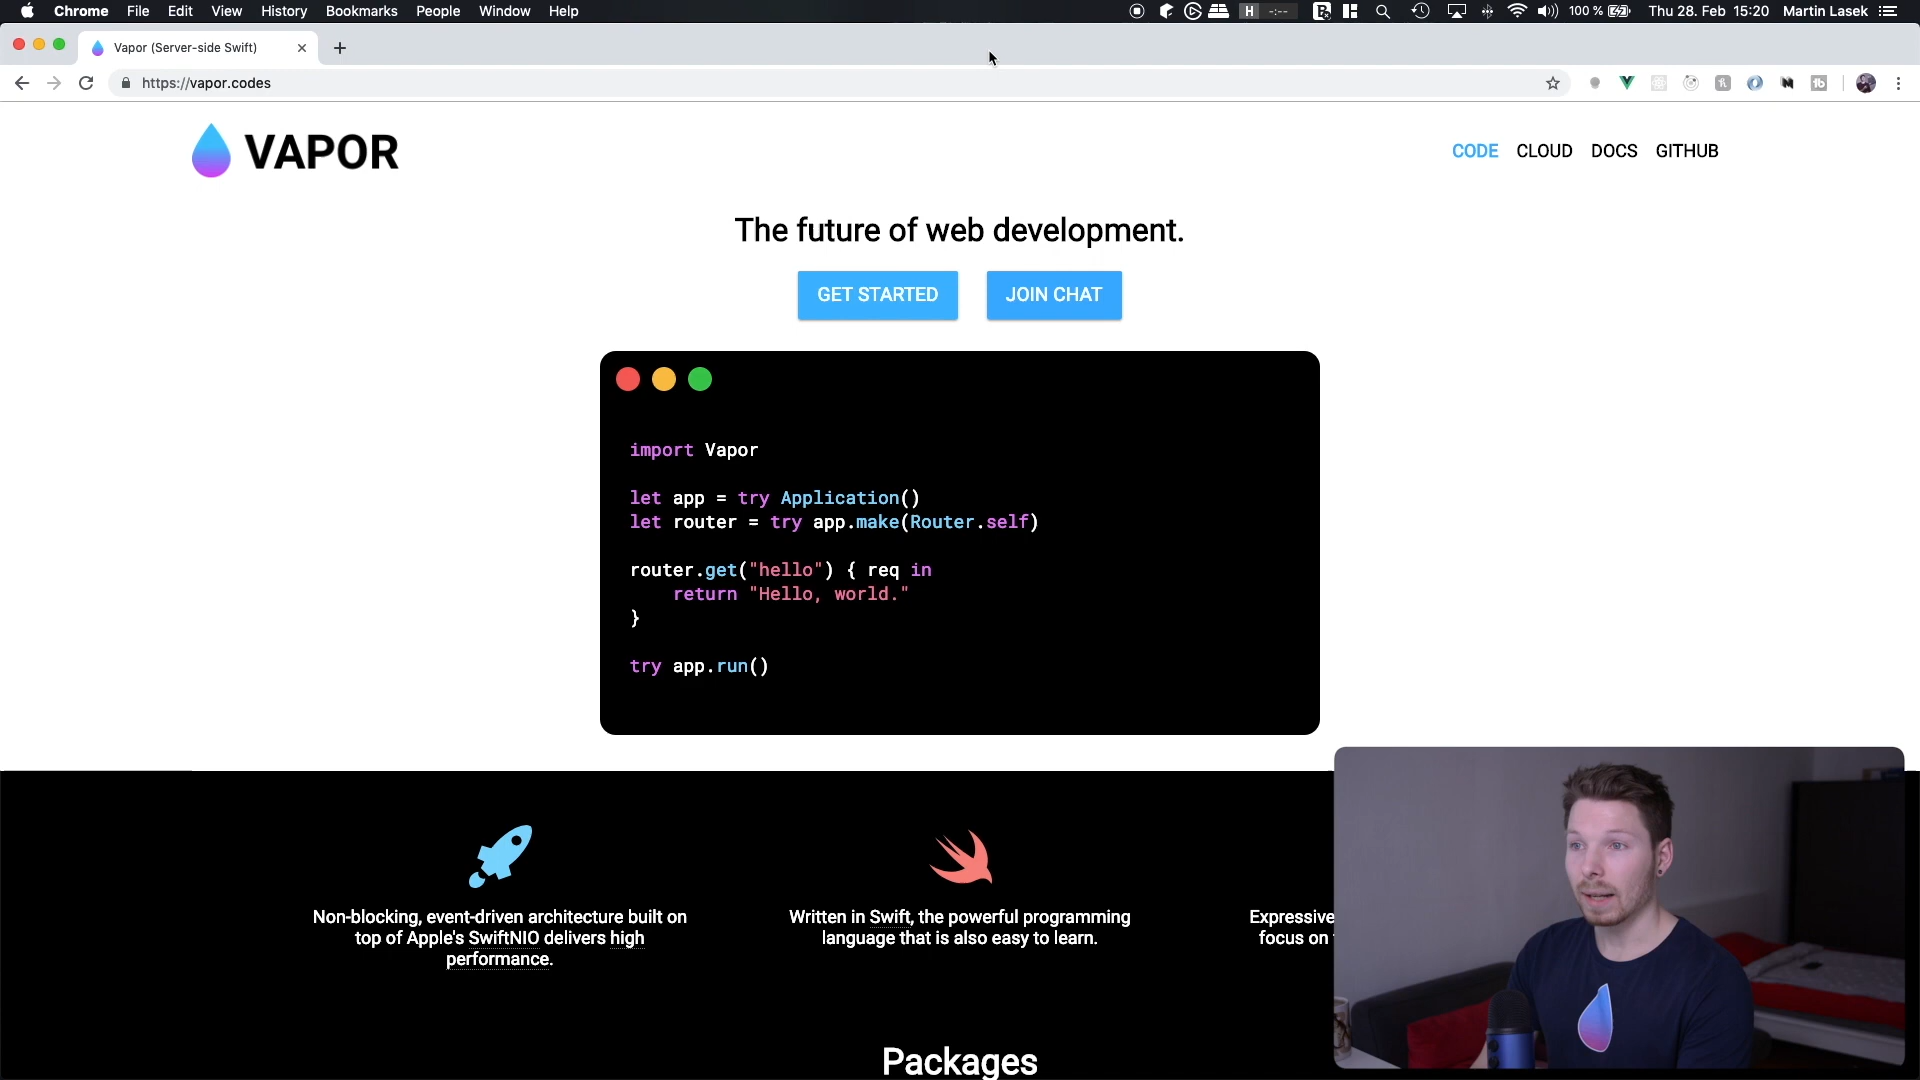 Chrome File Edit View History Bookmarks People Window Help
H -:-- 100 % Thu 28. Feb 15:20 Martin Lasek
Vapor (Server-side Swift)
https://vapor.codes
VAPOR
CODE CLOUD DOCS GITHUB
The future of web development.
GET STARTED JOIN CHAT
import Vapor
let app = try Application()
let router = try app.make(Router.self)
router.get("hello") { req in
return "Hello, world."
}
try app.run()
Non-blocking, event-driven architecture built on
top of Apple's SwiftNIO delivers high
performance.
Written in Swift, the powerful programming
language that is also easy to learn.
Expressive
focus on
Packages